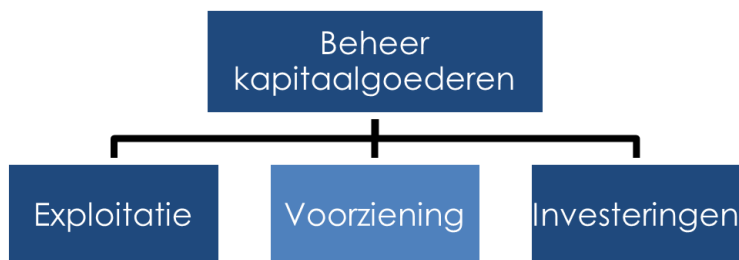 Beheer
kapitaalgoederen
Exploitatie
Voorziening
Investeringen